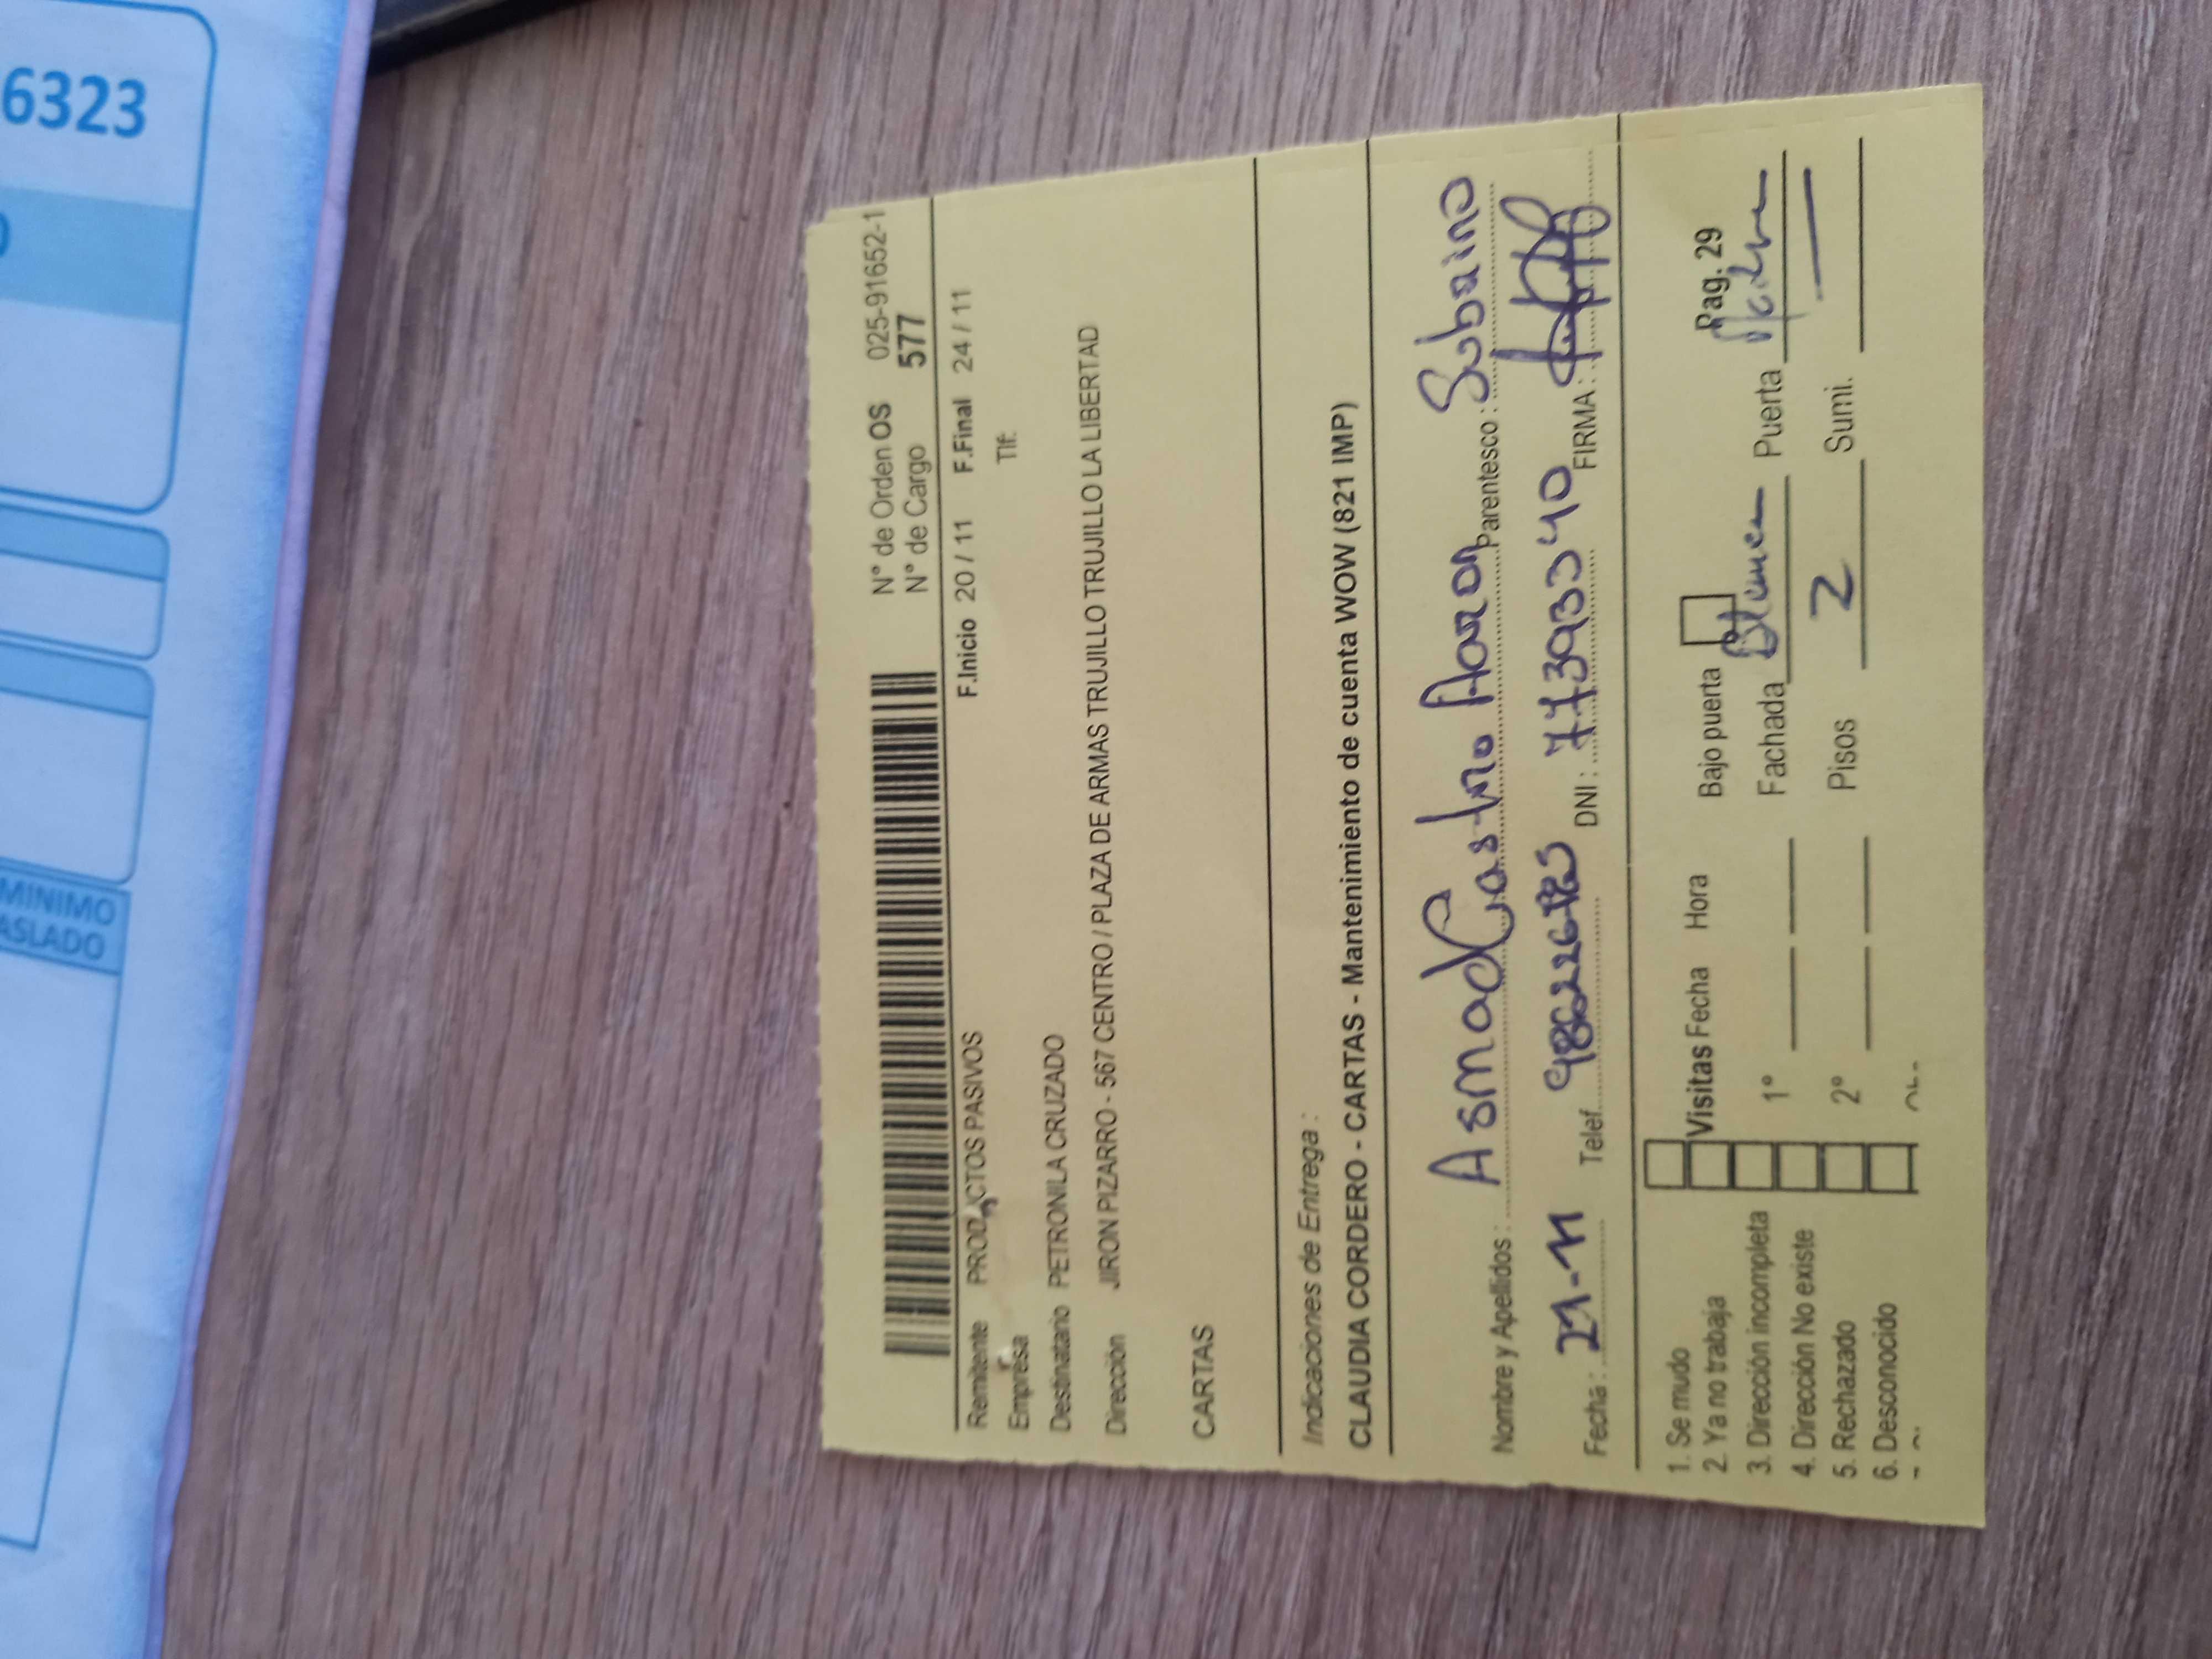 6323
MINIMO
ASLADO
N° de Orden OS 025-91652-1
N° de Cargo 577
F.Inicio 20 / 11 F.Final 24 / 11
Remitente PRODUCTOS PASIVOS
Empresa Tlf:
Destinatario PETRONILA CRUZADO
Dirección JIRON PIZARRO - 567 CENTRO / PLAZA DE ARMAS TRUJILLO TRUJILLO LA LIBERTAD
CARTAS
Indicaciones de Entrega :
CLAUDIA CORDERO - CARTAS - Mantenimiento de cuenta WOW (821 IMP)
Nombre y Apellidos : Asmad Castro Aaron Parentesco : Sobrino
Fecha : 21-11 Telef. DNI : 77393340 FIRMA :
1. Se mudo
2. Ya no trabaja
3. Dirección incompleta
4. Dirección No existe
5. Rechazado
6. Desconocido
Visitas Fecha Hora
1°
2°
Bajo puerta Pag. 29
Fachada Puerta
Pisos 2 Sumi.